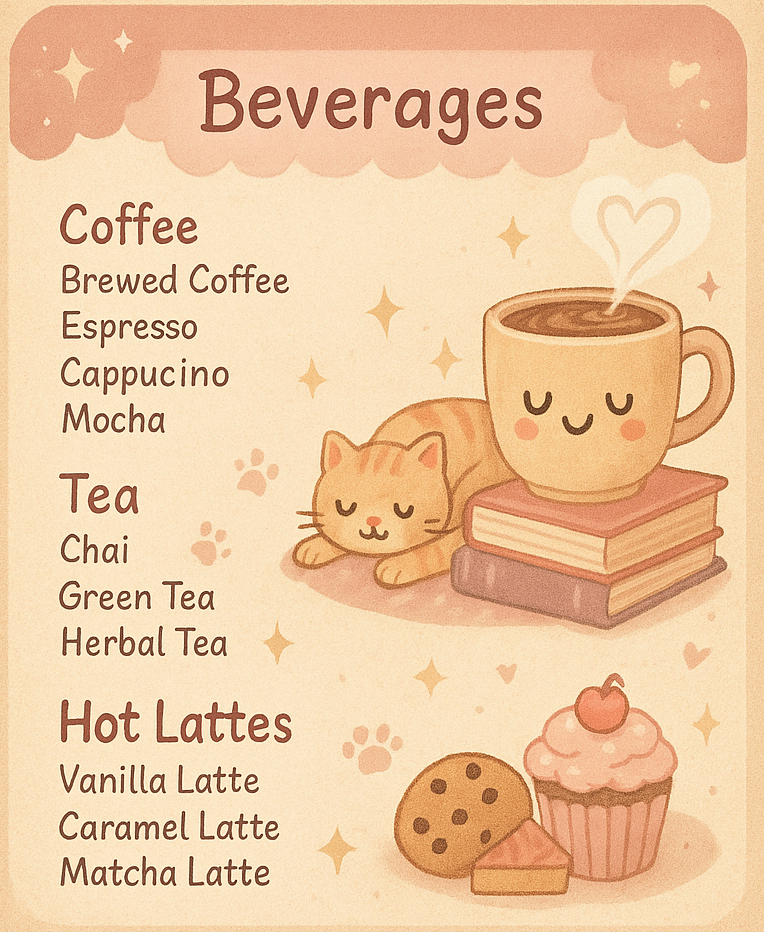 Beverages
Coffee
Brewed Coffee
Espresso
Cappucino
Mocha
Tea
Chai
Green Tea
Herbal Tea
Hot Lattes
Vanilla Latte
Caramel Latte
Matcha Latte